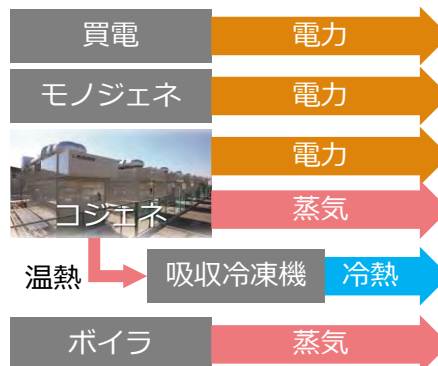 買電 電力
モノジェネ 電力
電力
コジェネ 蒸気
温熱 吸収冷凍機 冷熱
ボイラ 蒸気